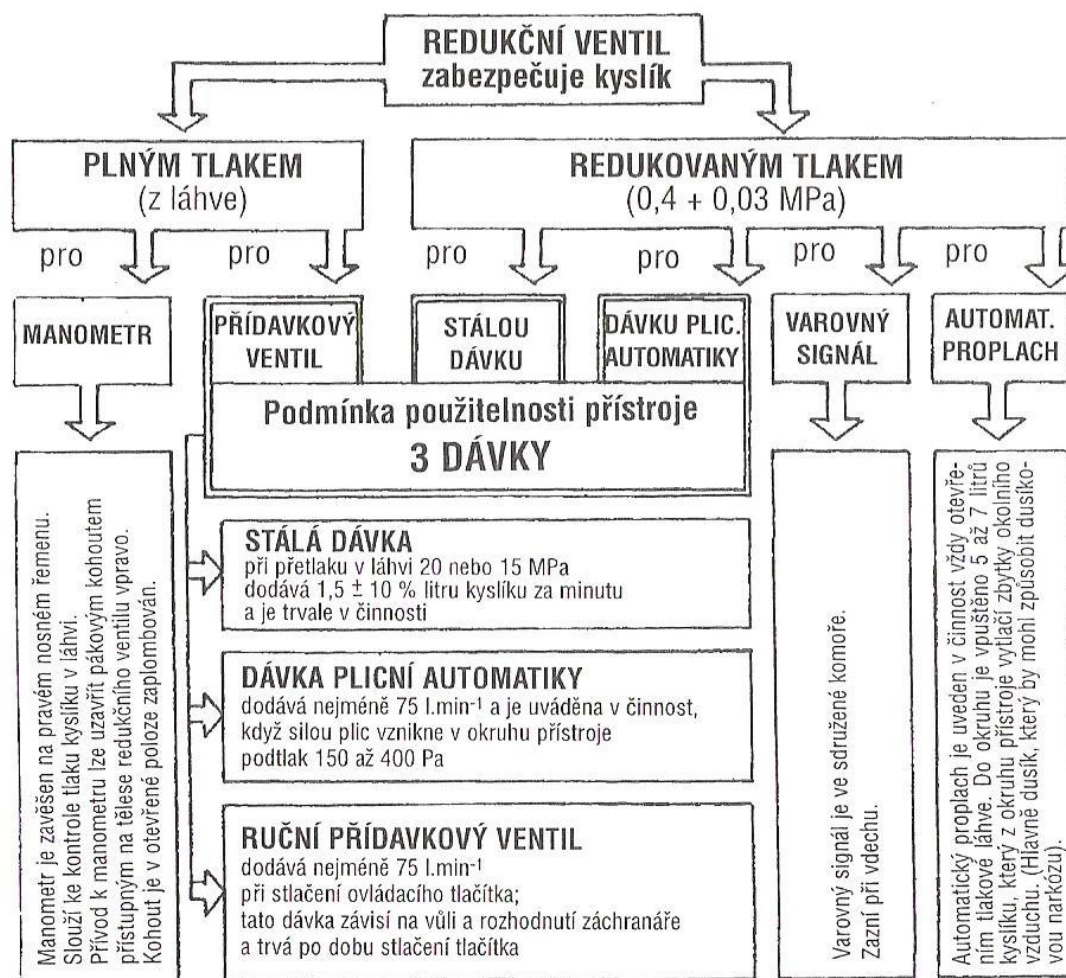 REDUKČNÍ VENTIL
zabezpečuje kyslík
PLNÝM TLAKEM
(z láhve)
REDUKOVANÝM TLAKEM
(0,4 + 0,03 MPa)
pro
pro
pro
pro
pro
pro
MANOMETR
PŘÍDAVKOVÝ
VENTIL
STÁLOU
DÁVKU
DÁVKU PLIC.
AUTOMATIKY
VAROVNÝ
SIGNÁL
AUTOMAT.
PROPLACH
Podmínka použitelnosti přístroje
3 DÁVKY
Manometr je zavěšen na pravém nosném řemenu.
Slouží ke kontrole tlaku kyslíku v láhvi.
Přívod k manometru lze uzavřít pákovým kohoutem
přístupným na tělese redukčního ventilu vpravo.
Kohout je v otevřené poloze zaplombován.
STÁLÁ DÁVKA
při přetlaku v láhvi 20 nebo 15 MPa
dodává 1,5 ± 10 % litru kyslíku za minutu
a je trvale v činnosti
DÁVKA PLICNÍ AUTOMATIKY
dodává nejméně 75 l.min⁻¹ a je uváděna v činnost,
když silou plic vznikne v okruhu přístroje
podtlak 150 až 400 Pa
RUČNÍ PŘÍDAVKOVÝ VENTIL
dodává nejméně 75 l.min⁻¹
při stlačení ovládacího tlačítka;
tato dávka závisí na vůli a rozhodnutí záchranáře
a trvá po dobu stlačení tlačítka
Varovný signál je ve sdružené komoře.
Zazní při vdechu.
Automatický proplach je uveden v činnost vždy otevře-
ním tlakové láhve. Do okruhu je vpuštěno 5 až 7 litrů
kyslíku, který z okruhu přístroje vylačí zbytky okolního
vzduchu. (Hlavně dusík, který by mohl způsobit dusíko-
vou narkózu).